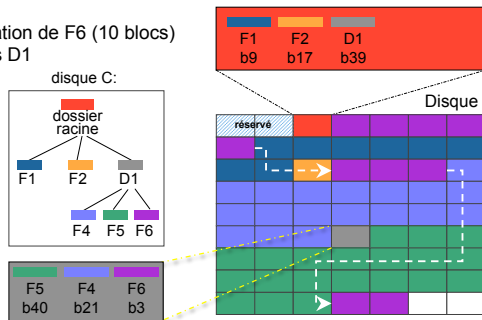 ation de F6 (10 blocs)
s D1
disque C:
dossier
racine
F1 F2 D1
F4 F5 F6
F5 F4 F6
b40 b21 b3
F1 F2 D1
b9 b17 b39
Disque
réservé